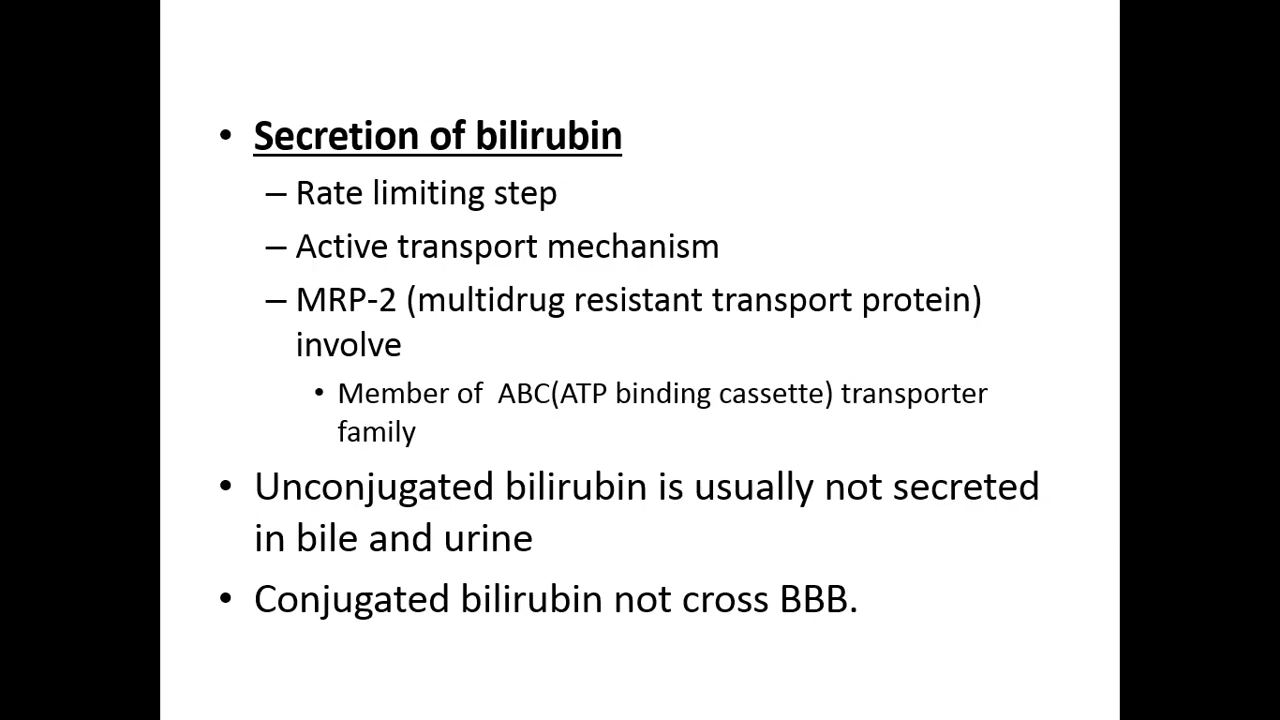 • Secretion of bilirubin
– Rate limiting step
– Active transport mechanism
– MRP-2 (multidrug resistant transport protein)
involve
• Member of ABC(ATP binding cassette) transporter
family
• Unconjugated bilirubin is usually not secreted
in bile and urine
• Conjugated bilirubin not cross BBB.